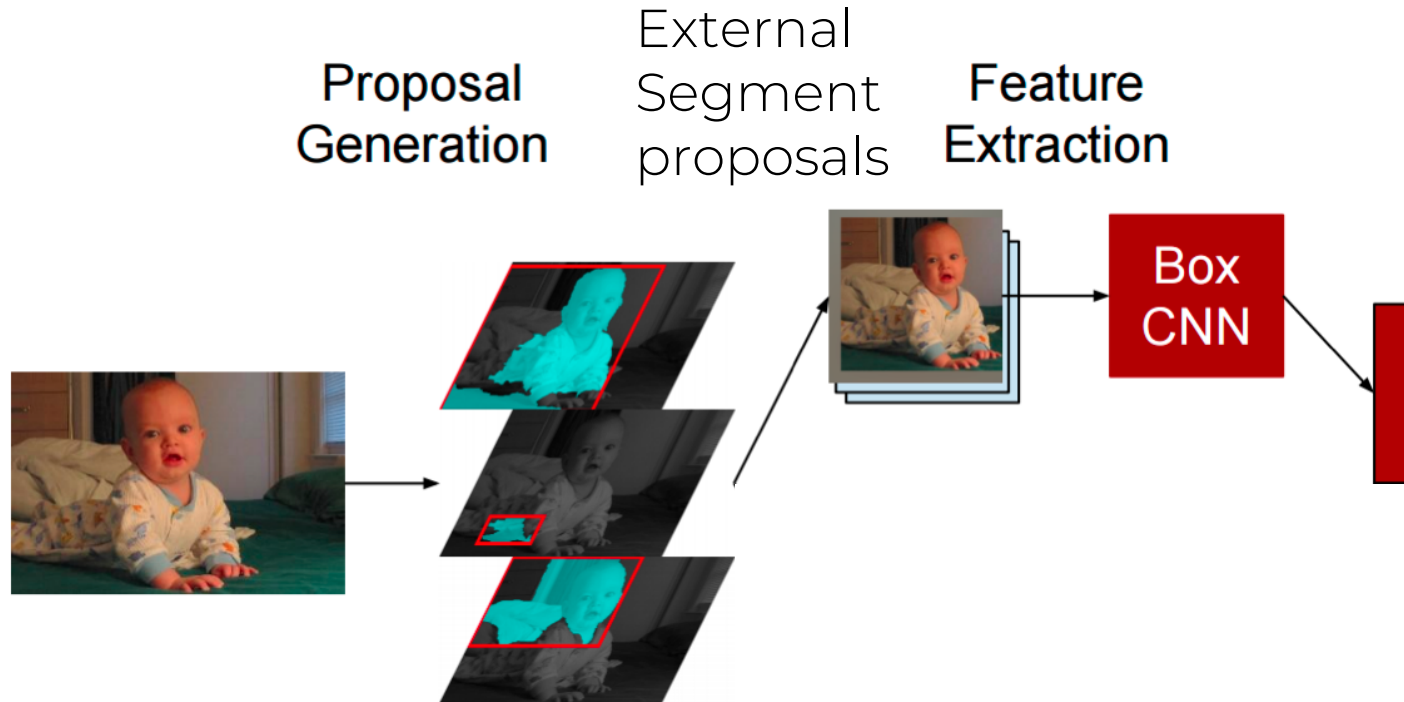 Proposal
Generation
External
Segment
proposals
Feature
Extraction
Box
CNN